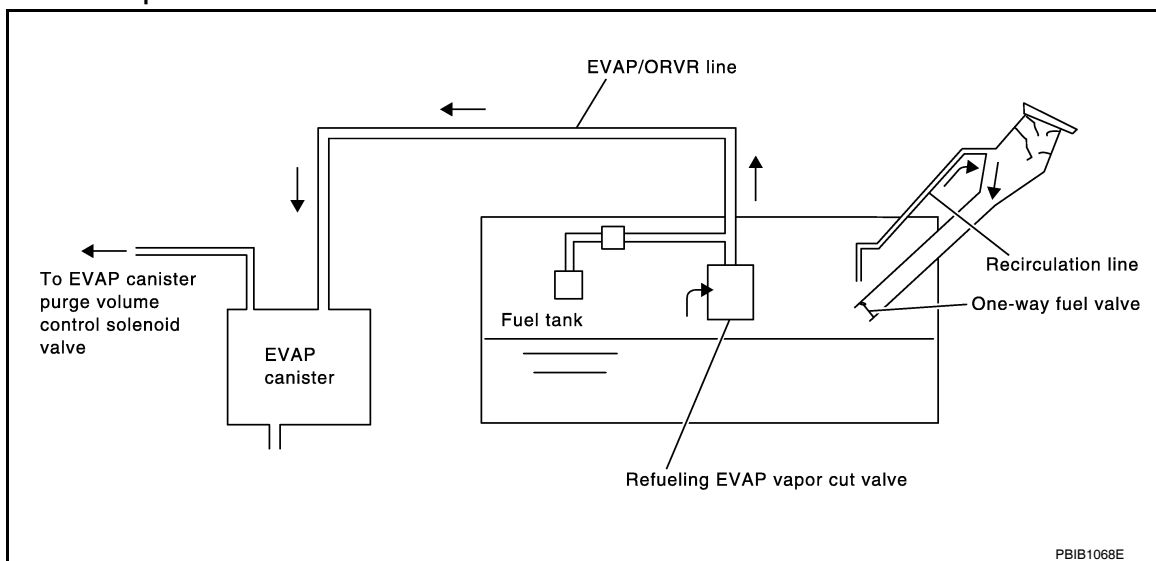 EVAP/ORVR line
Recirculation line
To EVAP canister
purge volume
control solenoid
valve
One-way fuel valve
Fuel tank
EVAP
canister
Refueling EVAP vapor cut valve
PBIB1068E